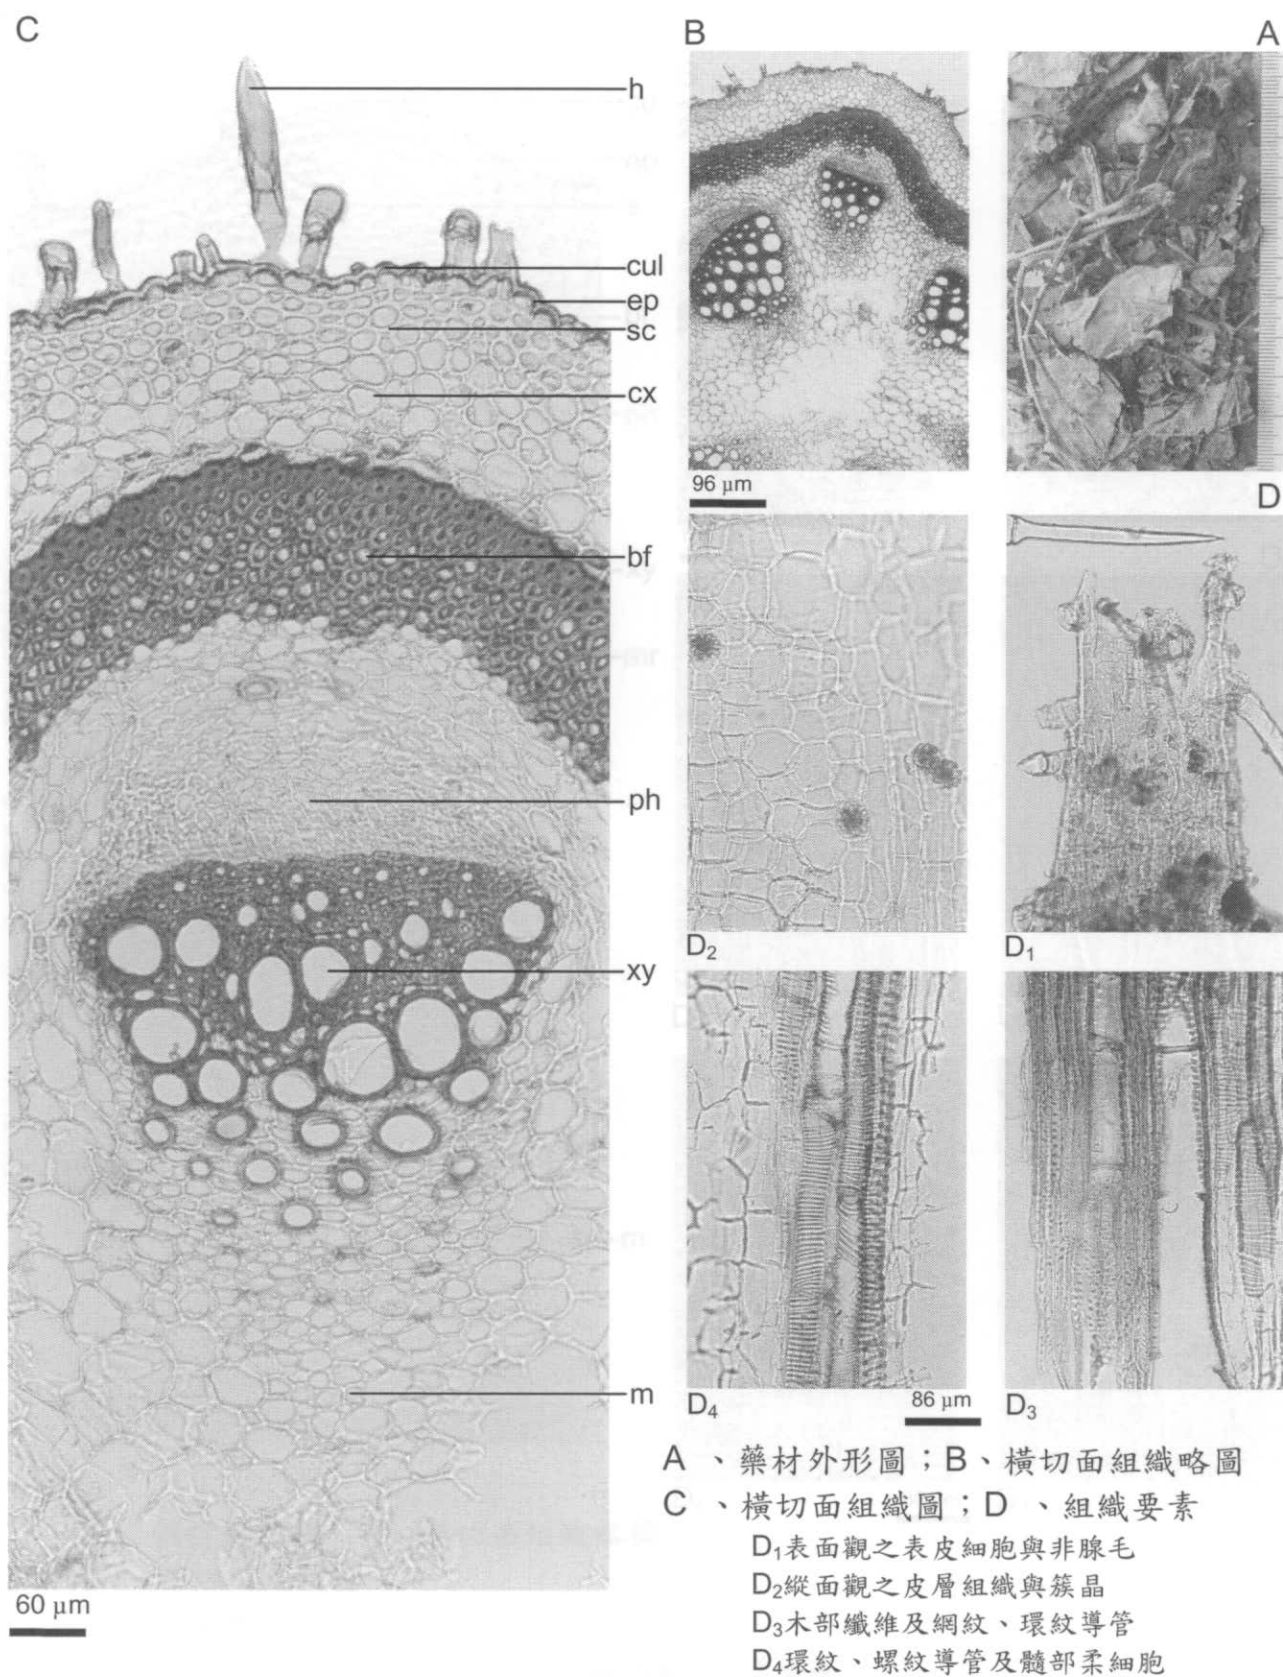 C
h
cul
ep
sc
cx
bf
ph
xy
m
60 µm
B
A
96 µm
D
D₂
D₁
D₄
86 µm
D₃
A 、藥材外形圖；B、橫切面組織略圖
C 、橫切面組織圖；D 、組織要素
D₁表面觀之表皮細胞與非腺毛
D₂縱面觀之皮層組織與簇晶
D₃木部纖維及網紋、環紋導管
D₄環紋、螺紋導管及髓部柔細胞